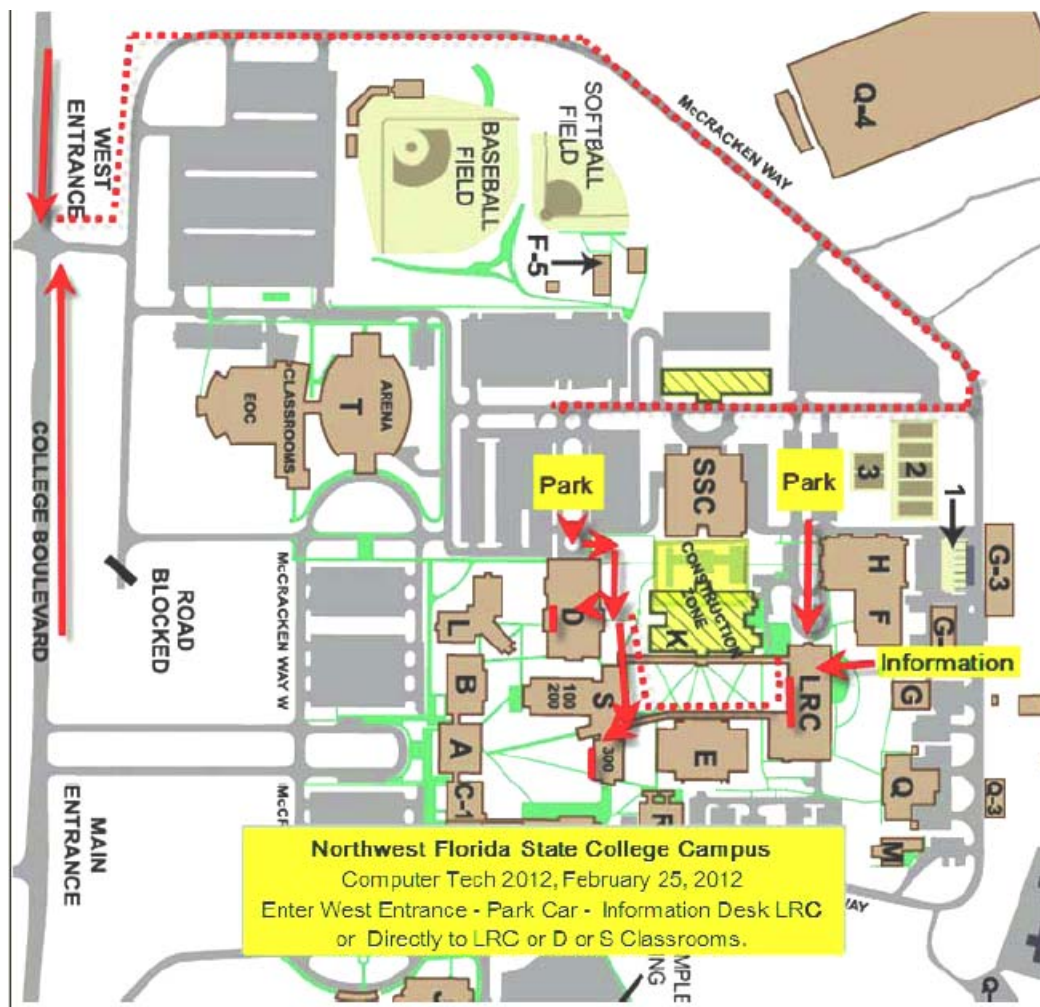 WEST
ENTRANCE
COLLEGE BOULEVARD
ROAD
BLOCKED
MAIN
ENTRANCE
BASEBALL
FIELD
SOFTBALL
FIELD
F-5
McCRACKEN WAY
Q-4
EOC
CLASSROOMS
T
ARENA
Park
SSC
Park
3
2
1
G-3
H
F
CONSTRUCTION
ZONE
K
D
L
McCRACKEN WAY W
B
A
C-1
S
100
200
300
E
LRC
Information
G
Q
Q-3
M
Northwest Florida State College Campus
Computer Tech 2012, February 25, 2012
Enter West Entrance - Park Car - Information Desk LRC
or Directly to LRC or D or S Classrooms.